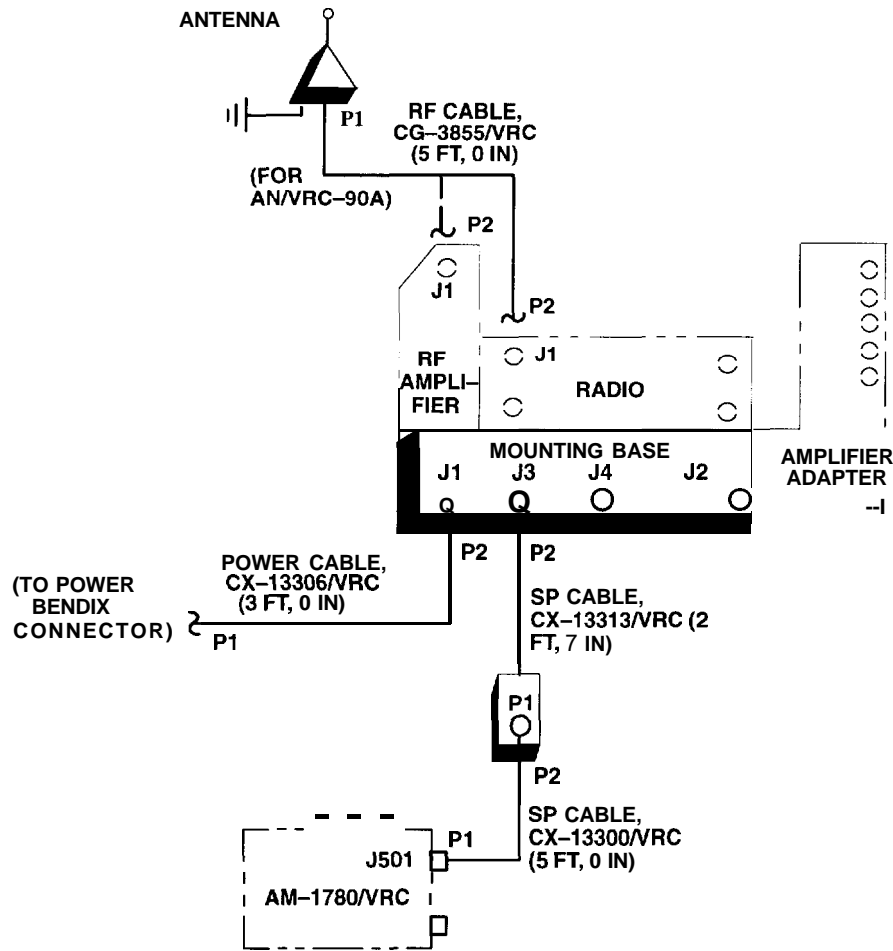 ANTENNA
P1
RF CABLE,
CG–3855/VRC
(5 FT, 0 IN)
(FOR
AN/VRC–90A)
P2
J1
P2
J1
RF
AMPLI–
FIER
RADIO
MOUNTING BASE
J1 J3 J4 J2
Q Q
AMPLIFIER
ADAPTER
--I
P2 P2
POWER CABLE,
CX–13306/VRC
(3 FT, 0 IN)
(TO POWER
BENDIX
CONNECTOR)
P1
SP CABLE,
CX–13313/VRC (2
FT, 7 IN)
P1
P2
SP CABLE,
CX–13300/VRC
(5 FT, 0 IN)
P1
J501
AM–1780/VRC